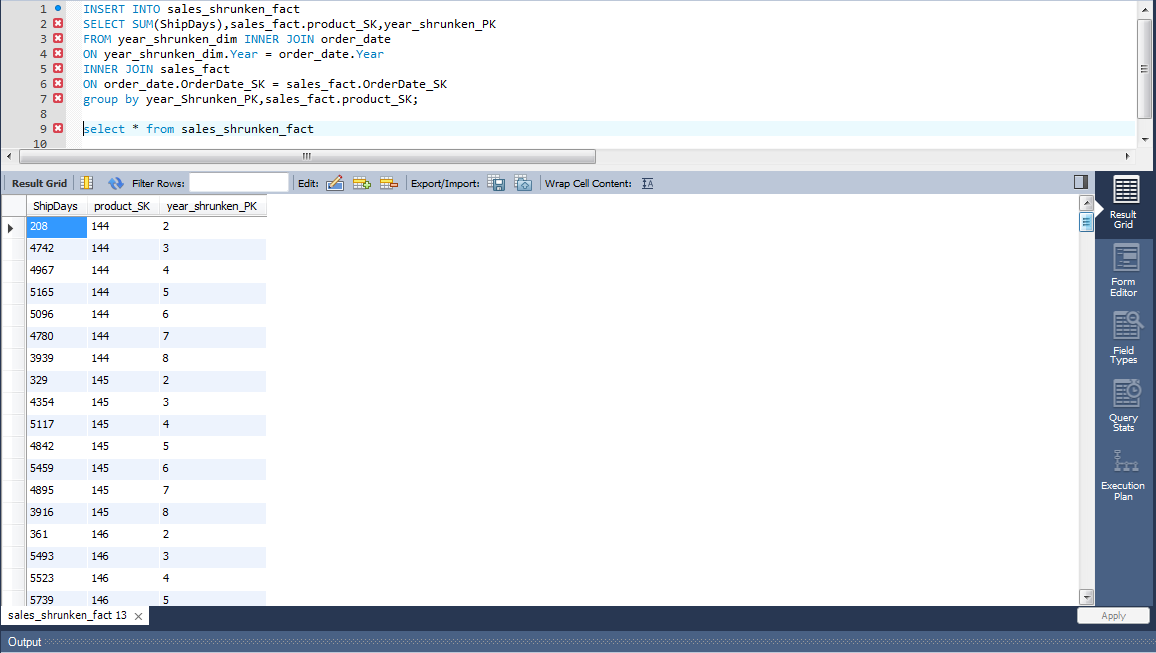 1 INSERT INTO sales_shrunken_fact
2 SELECT SUM(ShipDays),sales_fact.product_SK,year_shrunken_PK
3 FROM year_shrunken_dim INNER JOIN order_date
4 ON year_shrunken_dim.Year = order_date.Year
5 INNER JOIN sales_fact
6 ON order_date.OrderDate_SK = sales_fact.OrderDate_SK
7 group by year_Shrunken_PK,sales_fact.product_SK;
8
9 select * from sales_shrunken_fact
10
Result Grid Filter Rows: Edit: Export/Import: Wrap Cell Content: IA
ShipDays product_SK year_shrunken_PK
208 144 2
4742 144 3
4967 144 4
5165 144 5
5096 144 6
4780 144 7
3939 144 8
329 145 2
4354 145 3
5117 145 4
4842 145 5
5459 145 6
4895 145 7
3916 145 8
361 146 2
5493 146 3
5523 146 4
5739 146 5
Result
Grid
Form
Editor
Field
Types
Query
Stats
Execution
Plan
sales_shrunken_fact 13
Apply
Output